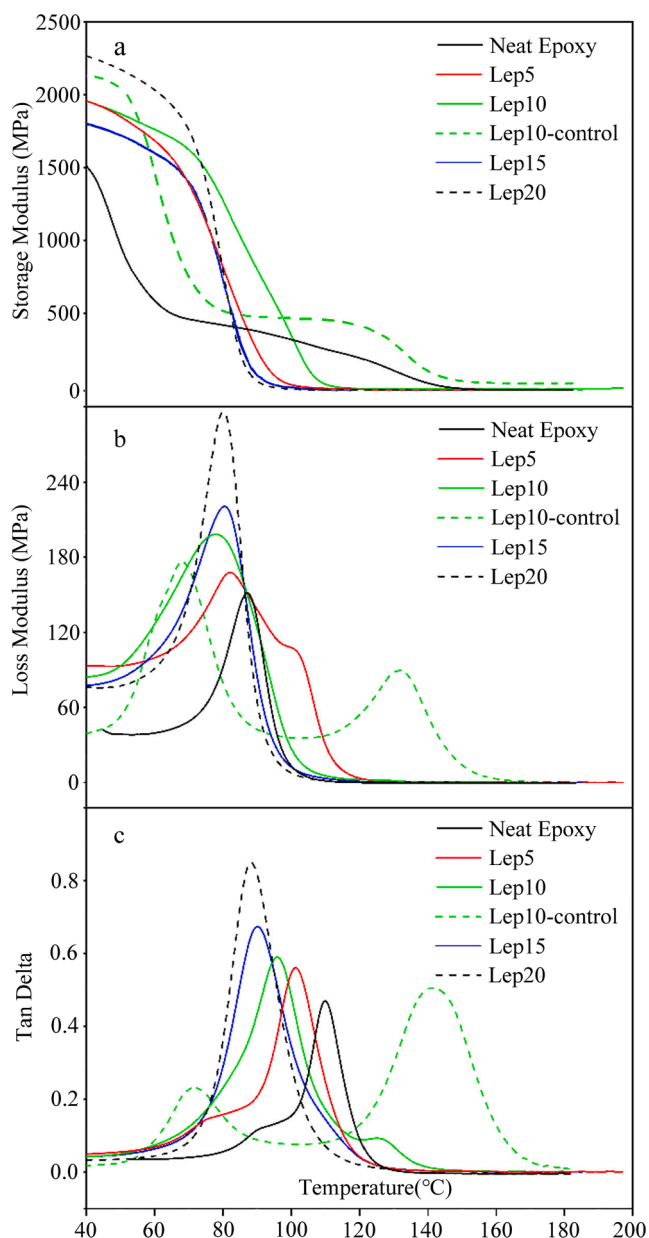 2500
a
Neat Epoxy
Lep5
Lep10
Lep10-control
Lep15
Lep20
2000
1500
1000
500
0
Storage Modulus (MPa)
b
Neat Epoxy
Lep5
Lep10
Lep10-control
Lep15
Lep20
240
180
120
60
0
Loss Modulus (MPa)
c
Neat Epoxy
Lep5
Lep10
Lep10-control
Lep15
Lep20
0.8
0.6
0.4
0.2
0.0
Tan Delta
Temperature(°C)
40 60 80 100 120 140 160 180 200